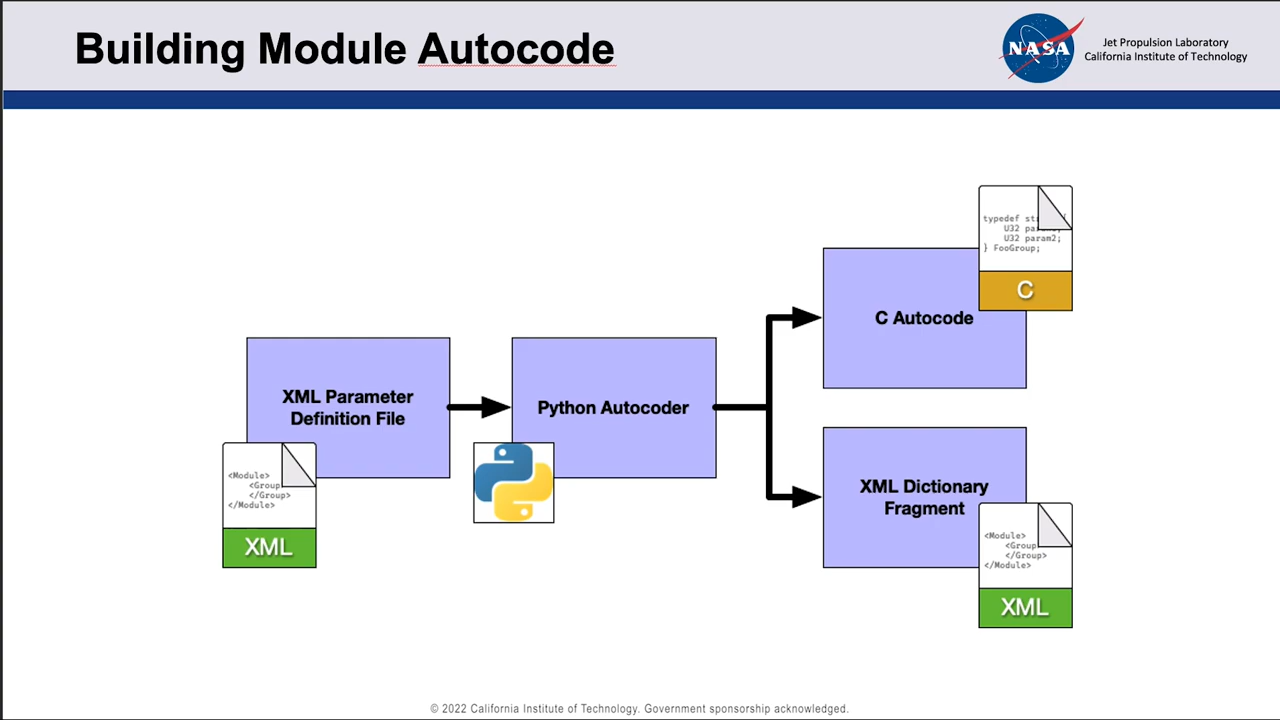 Building Module Autocode
NASA
Jet Propulsion Laboratory
California Institute of Technology
typedef str {
U32 para
U32 param2;
} FooGroup;
C
C Autocode
XML Parameter
Definition File
<Module>
<Group
</Group>
</Module>
XML
Python Autocoder
XML Dictionary
Fragment
<Module>
<Group
</Group>
</Module>
XML
© 2022 California Institute of Technology. Government sponsorship acknowledged.